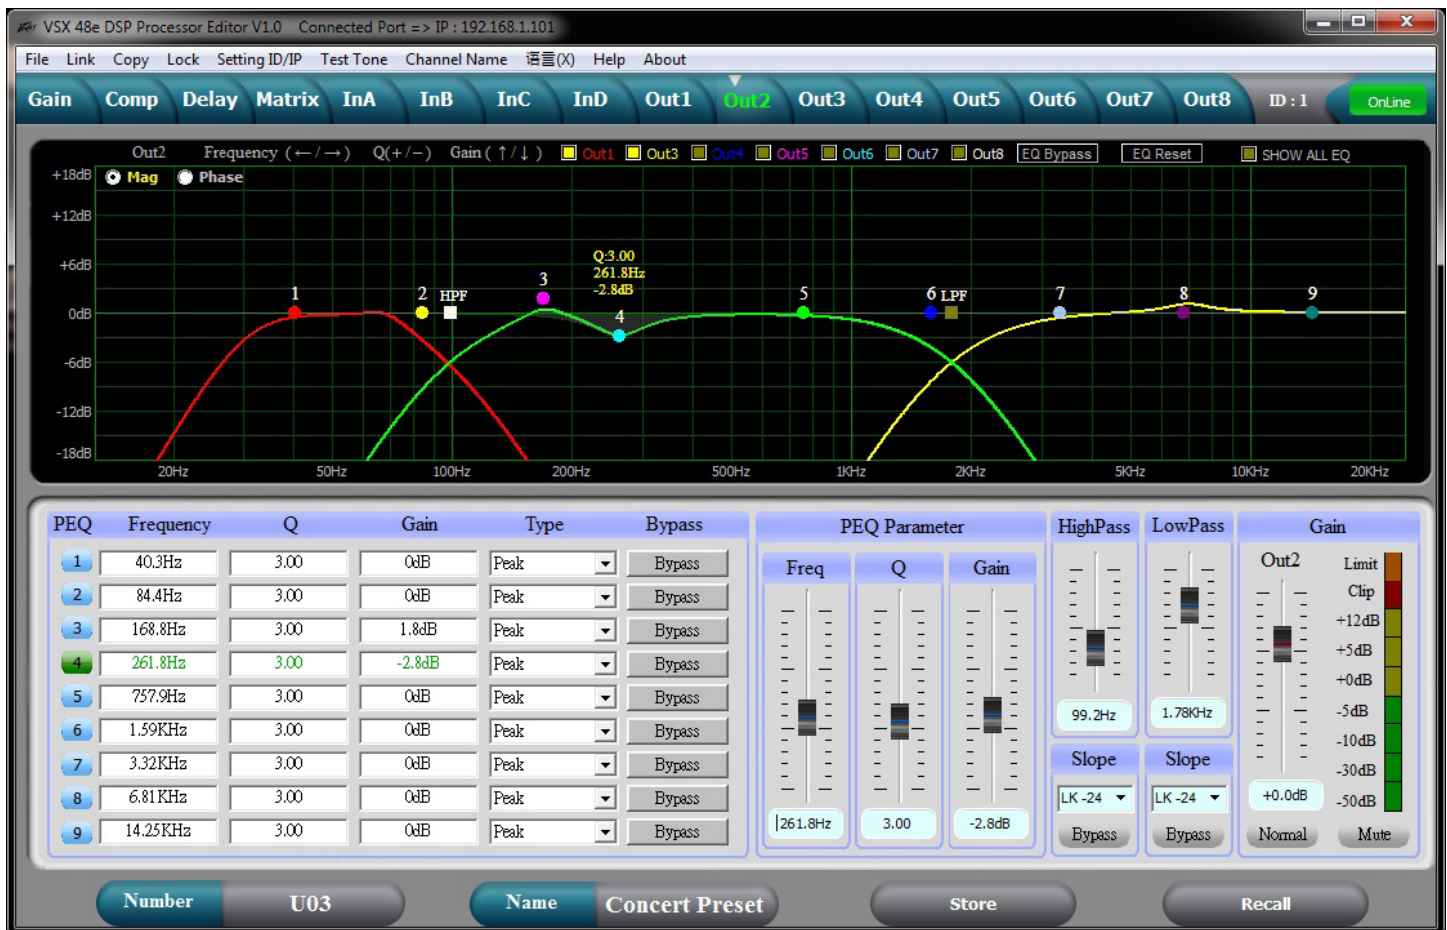 VSX 48e DSP Processor Editor V1.0 Connected Port => IP : 192.168.1.101
File Link Copy Lock Setting ID/IP Test Tone Channel Name 语言(X) Help About
Gain Comp Delay Matrix InA InB InC InD Out1 Out2 Out3 Out4 Out5 Out6 Out7 Out8 ID : 1 OnLine
Out2 Frequency (←/→) Q(+/−) Gain ( ↑/↓ ) Out1 Out3 Out4 Out5 Out6 Out7 Out8 EQ Bypass EQ Reset SHOW ALL EQ
+18dB Mag Phase
+12dB
Q:3.00
+6dB 261.8Hz
-2.8dB
1 2 HPF 3 4 5 6 LPF 7 8 9
0dB
-6dB
-12dB
-18dB
20Hz 50Hz 100Hz 200Hz 500Hz 1KHz 2KHz 5KHz 10KHz 20KHz
PEQ Frequency Q Gain Type Bypass
1 40.3Hz 3.00 0dB Peak Bypass
2 84.4Hz 3.00 0dB Peak Bypass
3 168.8Hz 3.00 1.8dB Peak Bypass
4 261.8Hz 3.00 -2.8dB Peak Bypass
5 757.9Hz 3.00 0dB Peak Bypass
6 1.59KHz 3.00 0dB Peak Bypass
7 3.32KHz 3.00 0dB Peak Bypass
8 6.81KHz 3.00 0dB Peak Bypass
9 14.25KHz 3.00 0dB Peak Bypass
PEQ Parameter
Freq Q Gain
261.8Hz 3.00 -2.8dB
HighPass LowPass
99.2Hz 1.78KHz
Slope Slope
LK -24 LK -24
Bypass Bypass
Gain
Out2 Limit
Clip
+12dB
+5dB
+0dB
-5dB
-10dB
-30dB
+0.0dB -50dB
Normal Mute
Number U03 Name Concert Preset Store Recall